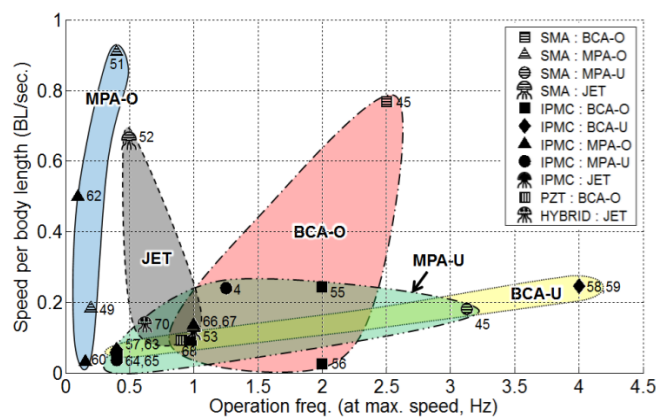 1
0.8
0.6
0.4
0.2
0
Speed per body length (BL/sec.)
0
0.5
1
1.5
2
2.5
3
3.5
4
4.5
Operation freq. (at max. speed, Hz)
51
MPA-O
52
62
49
60
JET
70
57,63
64,65
66,67
53
68
4
BCA-O
45
55
56
MPA-U
BCA-U
45
58,59
SMA : BCA-O
SMA : MPA-O
SMA : MPA-U
SMA : JET
IPMC : BCA-O
IPMC : BCA-U
IPMC : MPA-O
IPMC : MPA-U
IPMC : JET
PZT : BCA-O
HYBRID : JET